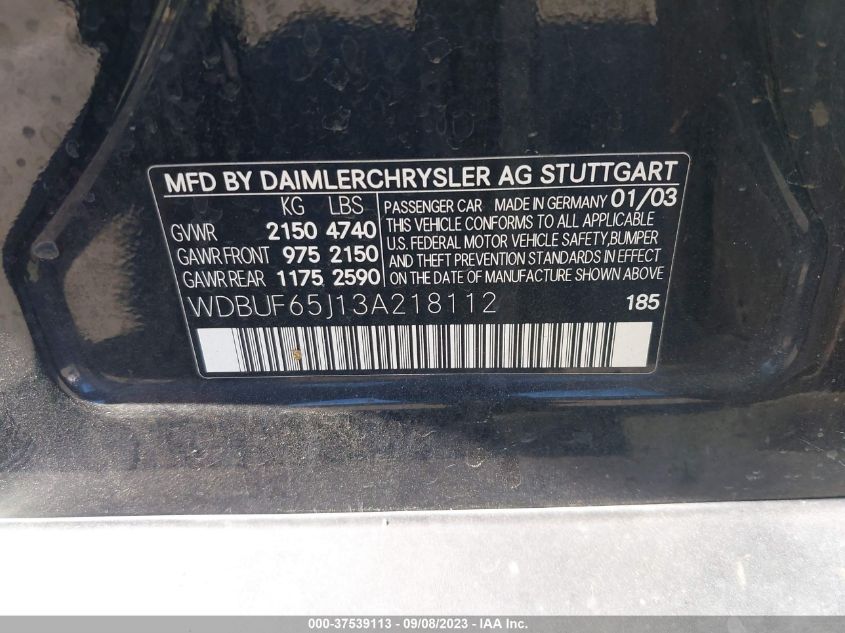 MFD BY DAIMLERCHRYSLER AG STUTTGART
KG LBS
GVWR 2150 4740
GAWR FRONT 975 2150
GAWR REAR 1175 2590
PASSENGER CAR MADE IN GERMANY 01/03
THIS VEHICLE CONFORMS TO ALL APPLICABLE
U.S. FEDERAL MOTOR VEHICLE SAFETY,BUMPER
AND THEFT PREVENTION STANDARDS IN EFFECT
ON THE DATE OF MANUFACTURE SHOWN ABOVE
WDBUF65J13A218112 185
000-37539113 - 09/08/2023 - IAA Inc.